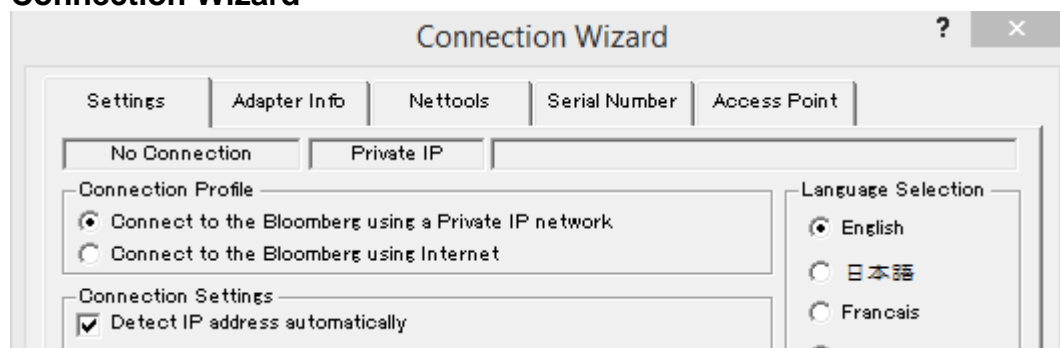 Connection Wizard
Connection Wizard ? ×
Settings Adapter Info Nettools Serial Number Access Point
No Connection Private IP
Connection Profile
Connect to the Bloomberg using a Private IP network
Connect to the Bloomberg using Internet
Connection Settings
Detect IP address automatically
Language Selection
English
日本語
Francais